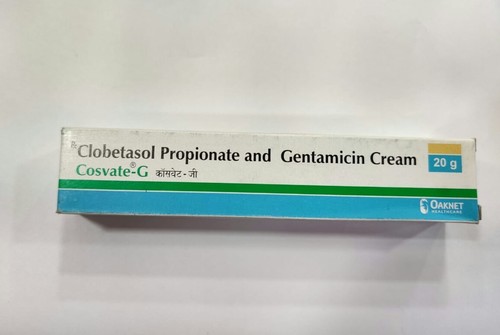 Clobetasol Propionate and Gentamicin Cream
20 g
Cosvate®-G कॉसवेट - जी
OAKNET
HEALTHCARE